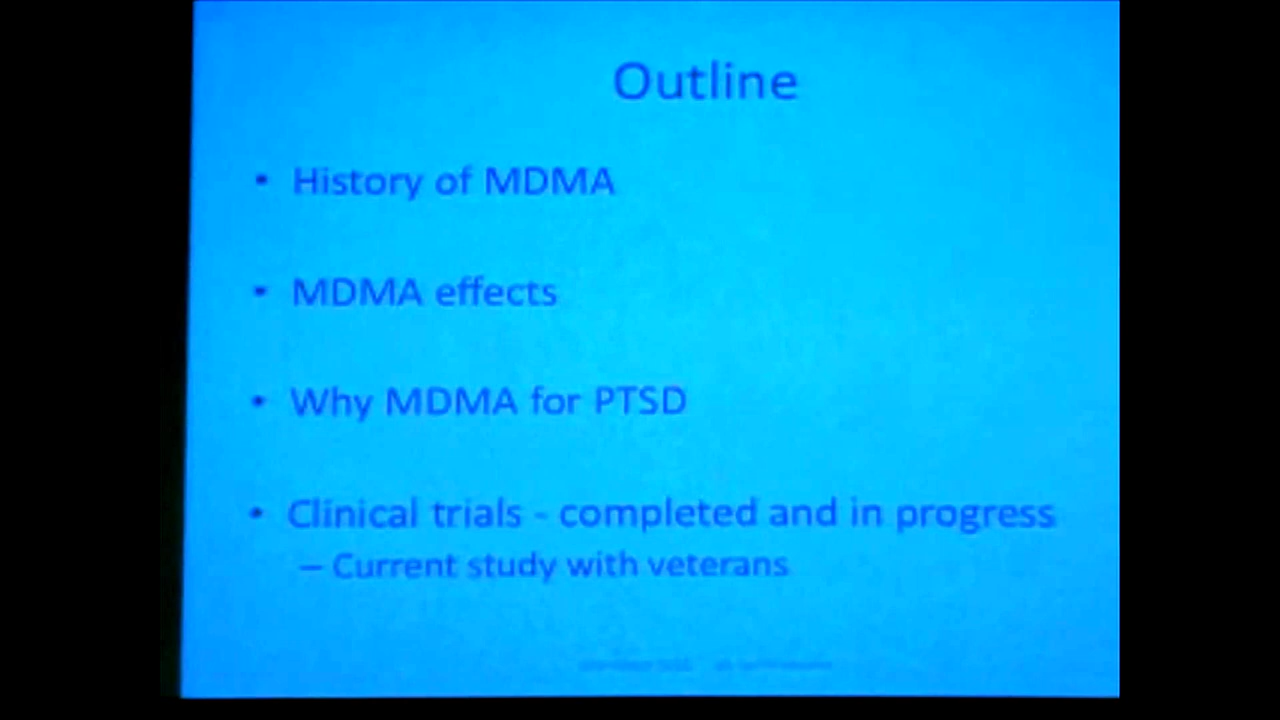 Outline
• History of MDMA
• MDMA effects
• Why MDMA for PTSD
• Clinical trials - completed and in progress
– Current study with veterans